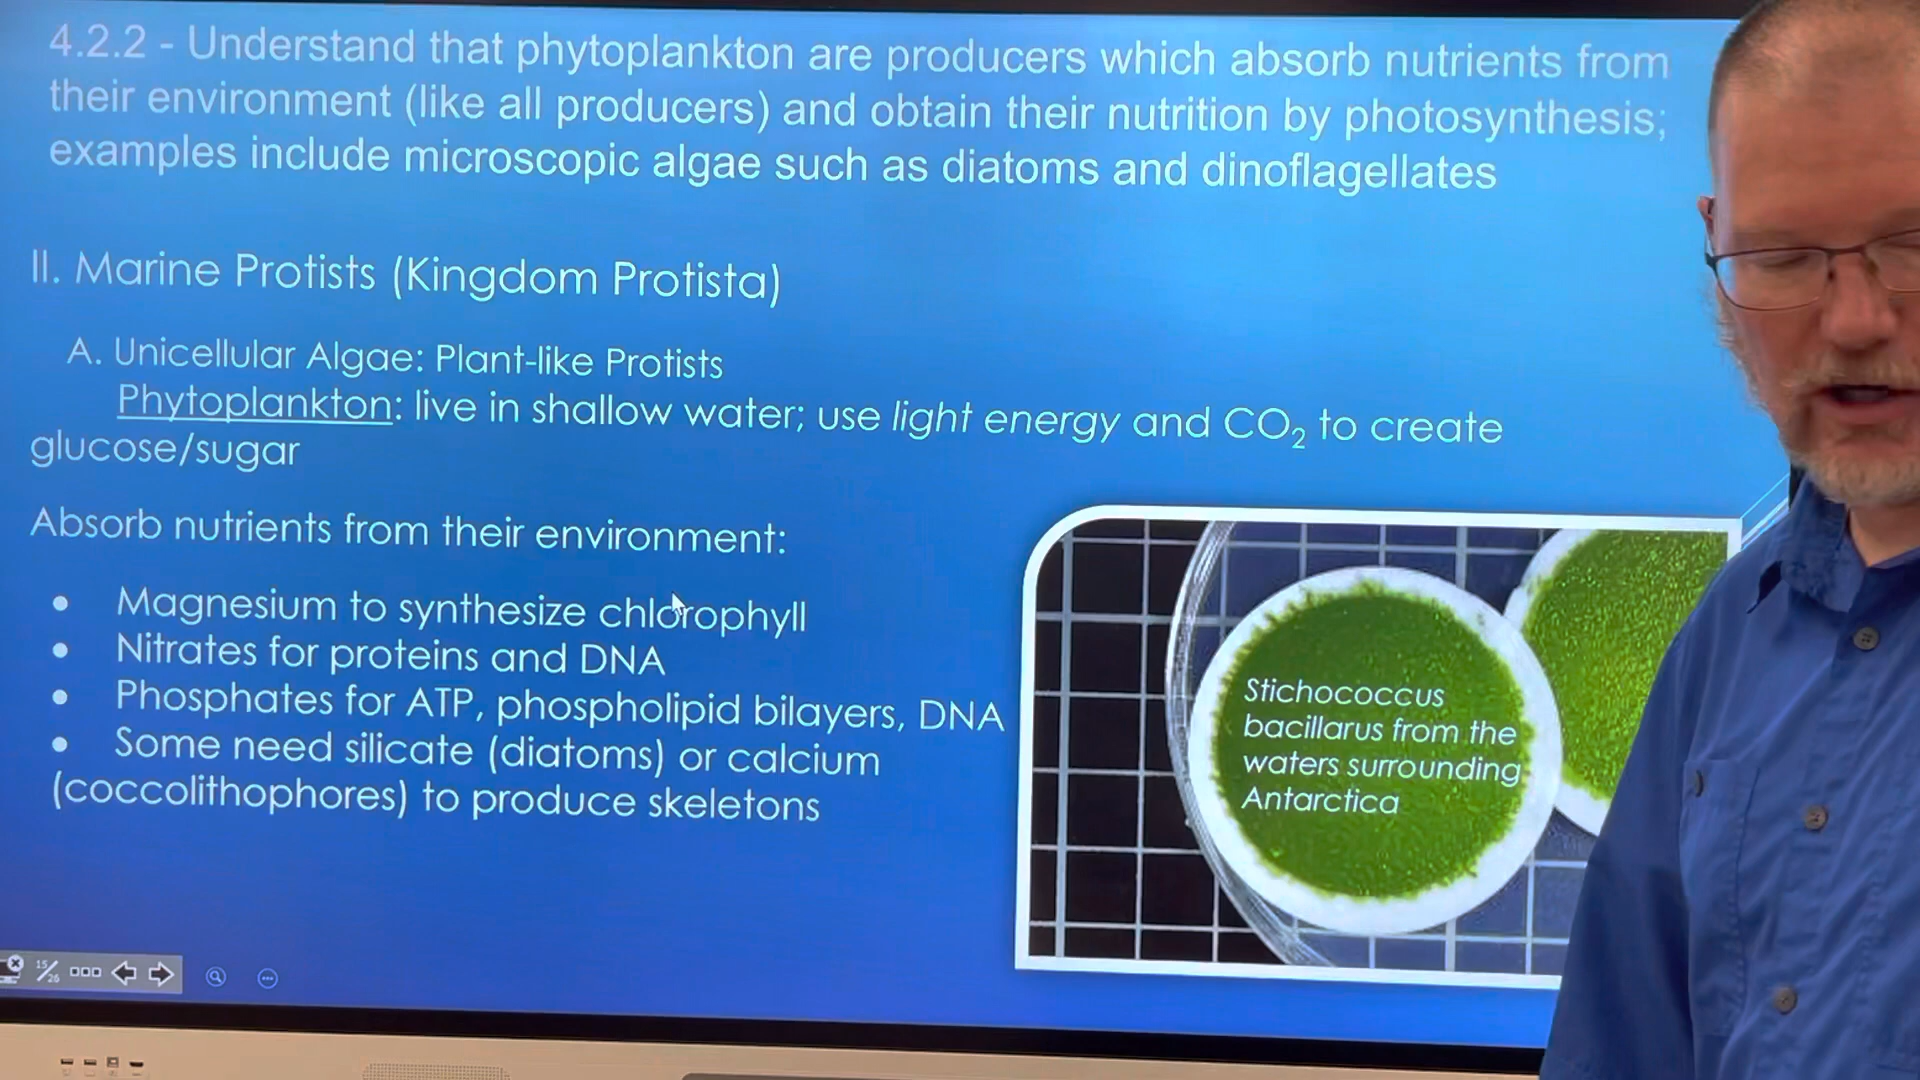 4.2.2 - Understand that phytoplankton are producers which absorb nutrients from
their environment (like all producers) and obtain their nutrition by photosynthesis;
examples include microscopic algae such as diatoms and dinoflagellates
II. Marine Protists (Kingdom Protista)
A. Unicellular Algae: Plant-like Protists
Phytoplankton: live in shallow water; use light energy and CO₂ to create
glucose/sugar
Absorb nutrients from their environment:
• Magnesium to synthesize chlorophyll
• Nitrates for proteins and DNA
• Phosphates for ATP, phospholipid bilayers, DNA
• Some need silicate (diatoms) or calcium
(coccolithophores) to produce skeletons
Stichococcus
bacillarus from the
waters surrounding
Antarctica
15/26